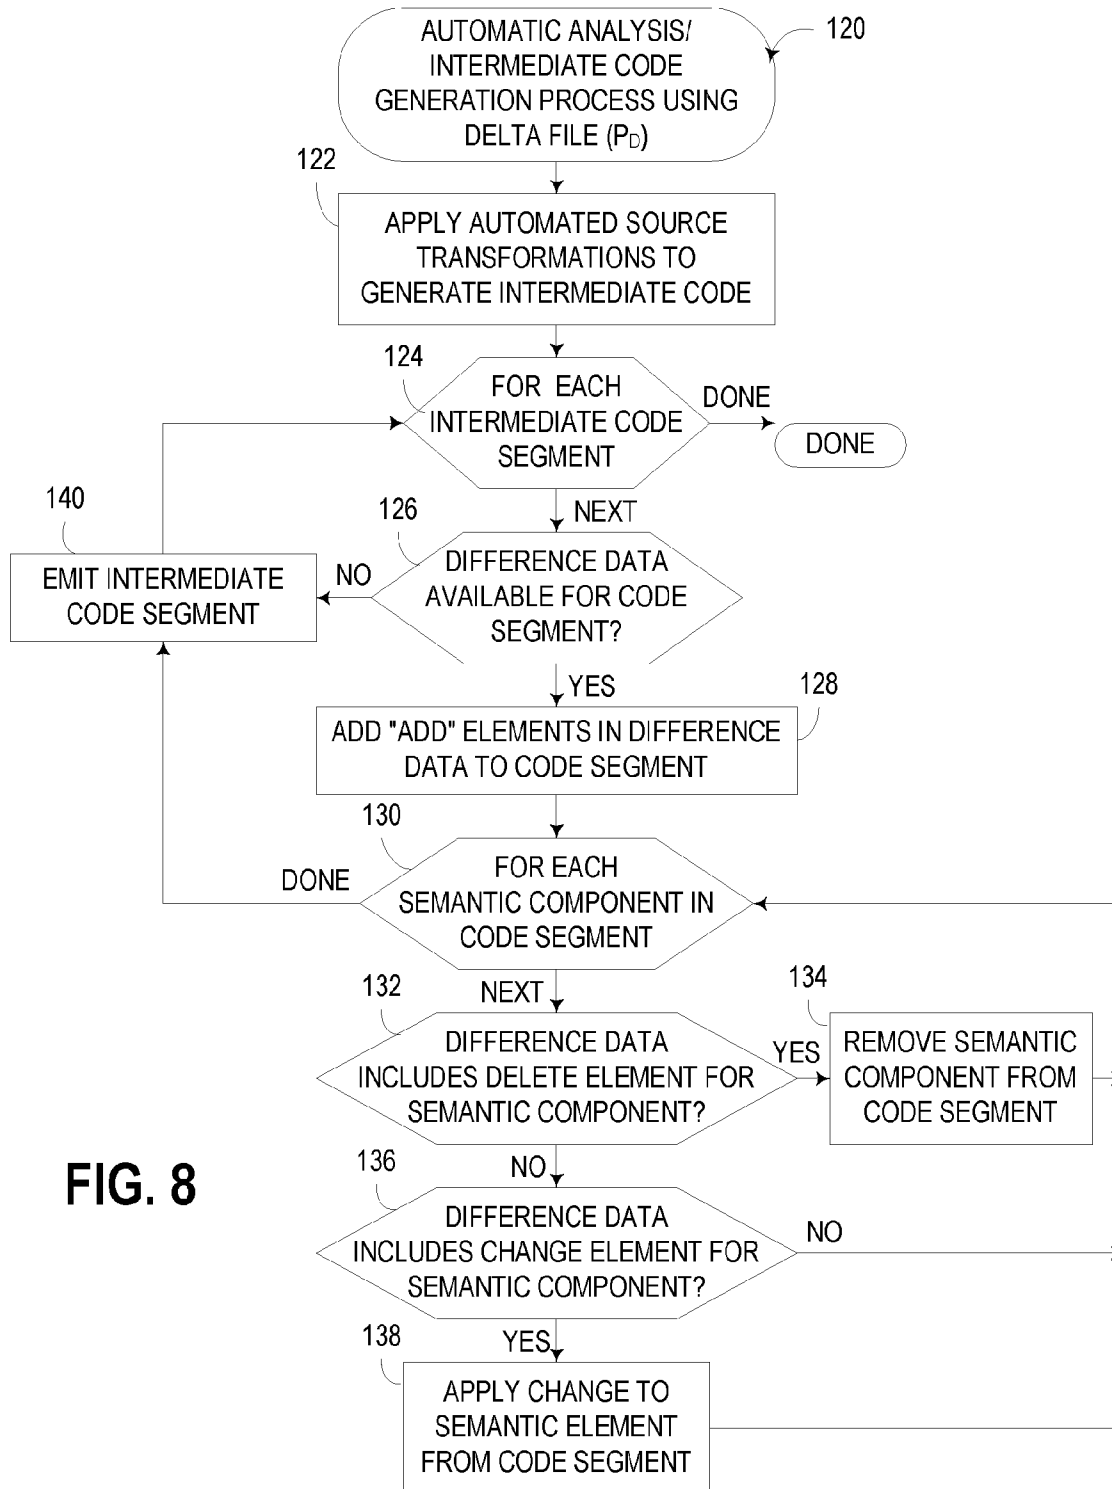 AUTOMATIC ANALYSIS/
INTERMEDIATE CODE
GENERATION PROCESS USING
DELTA FILE (PD)
120
122
APPLY AUTOMATED SOURCE
TRANSFORMATIONS TO
GENERATE INTERMEDIATE CODE
124
FOR EACH
INTERMEDIATE CODE
SEGMENT
DONE
DONE
NEXT
140
EMIT INTERMEDIATE
CODE SEGMENT
NO
126
DIFFERENCE DATA
AVAILABLE FOR CODE
SEGMENT?
YES
128
ADD "ADD" ELEMENTS IN DIFFERENCE
DATA TO CODE SEGMENT
130
FOR EACH
SEMANTIC COMPONENT IN
CODE SEGMENT
DONE
NEXT
132
DIFFERENCE DATA
INCLUDES DELETE ELEMENT FOR
SEMANTIC COMPONENT?
YES
134
REMOVE SEMANTIC
COMPONENT FROM
CODE SEGMENT
NO
136
DIFFERENCE DATA
INCLUDES CHANGE ELEMENT FOR
SEMANTIC COMPONENT?
NO
YES
138
APPLY CHANGE TO
SEMANTIC ELEMENT
FROM CODE SEGMENT
FIG. 8